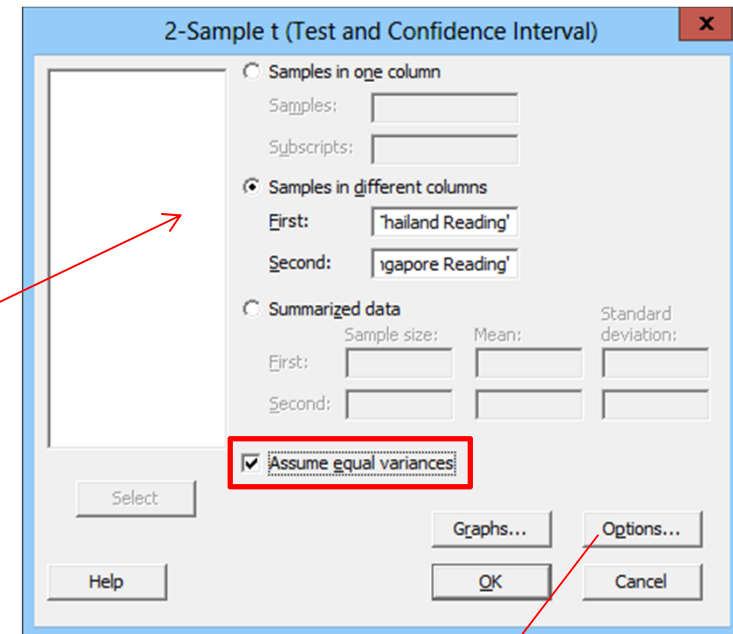 2-Sample t (Test and Confidence Interval)
x
Samples in one column
Samples:
Subscripts:
Samples in different columns
First: Thailand Reading'
Second: ngapore Reading'
Summarized data
Sample size: Mean: Standard deviation:
First:
Second:
Assume equal variances
Select
Graphs... Options...
Help OK Cancel